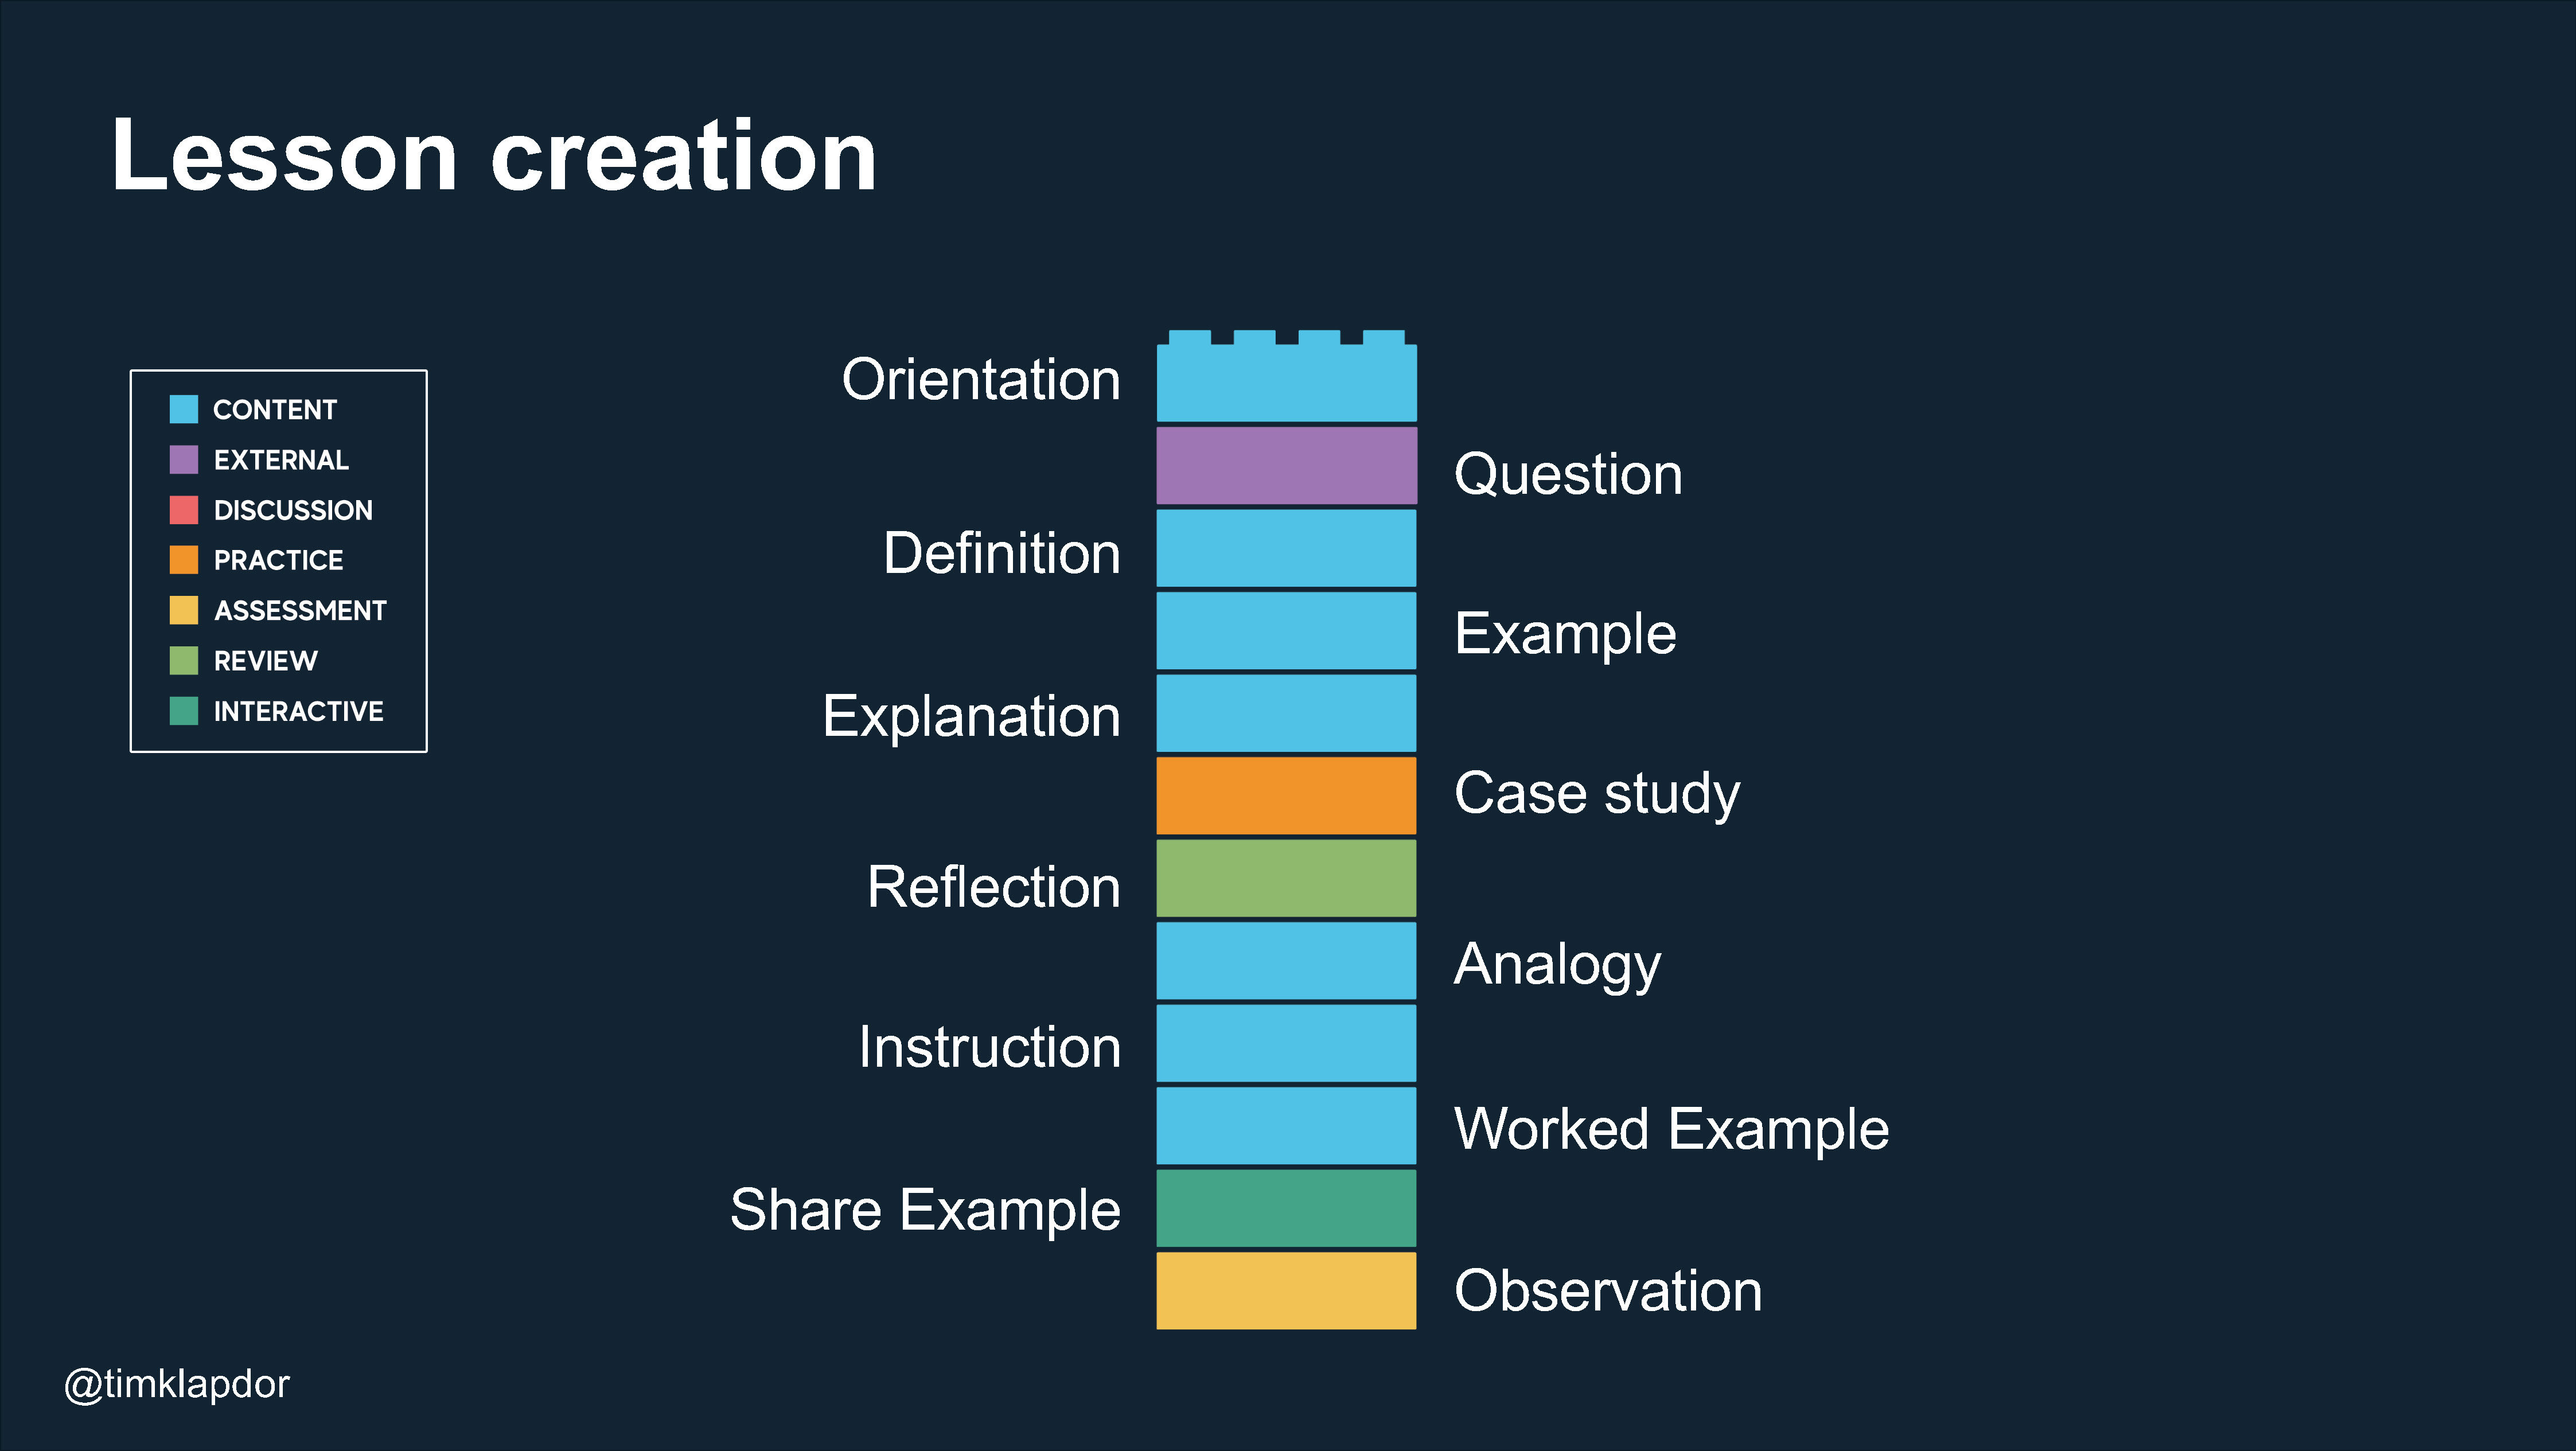 Lesson creation
CONTENT
EXTERNAL
DISCUSSION
PRACTICE
ASSESSMENT
REVIEW
INTERACTIVE
Orientation
Question
Definition
Example
Explanation
Case study
Reflection
Analogy
Instruction
Worked Example
Share Example
Observation
@timklapdor